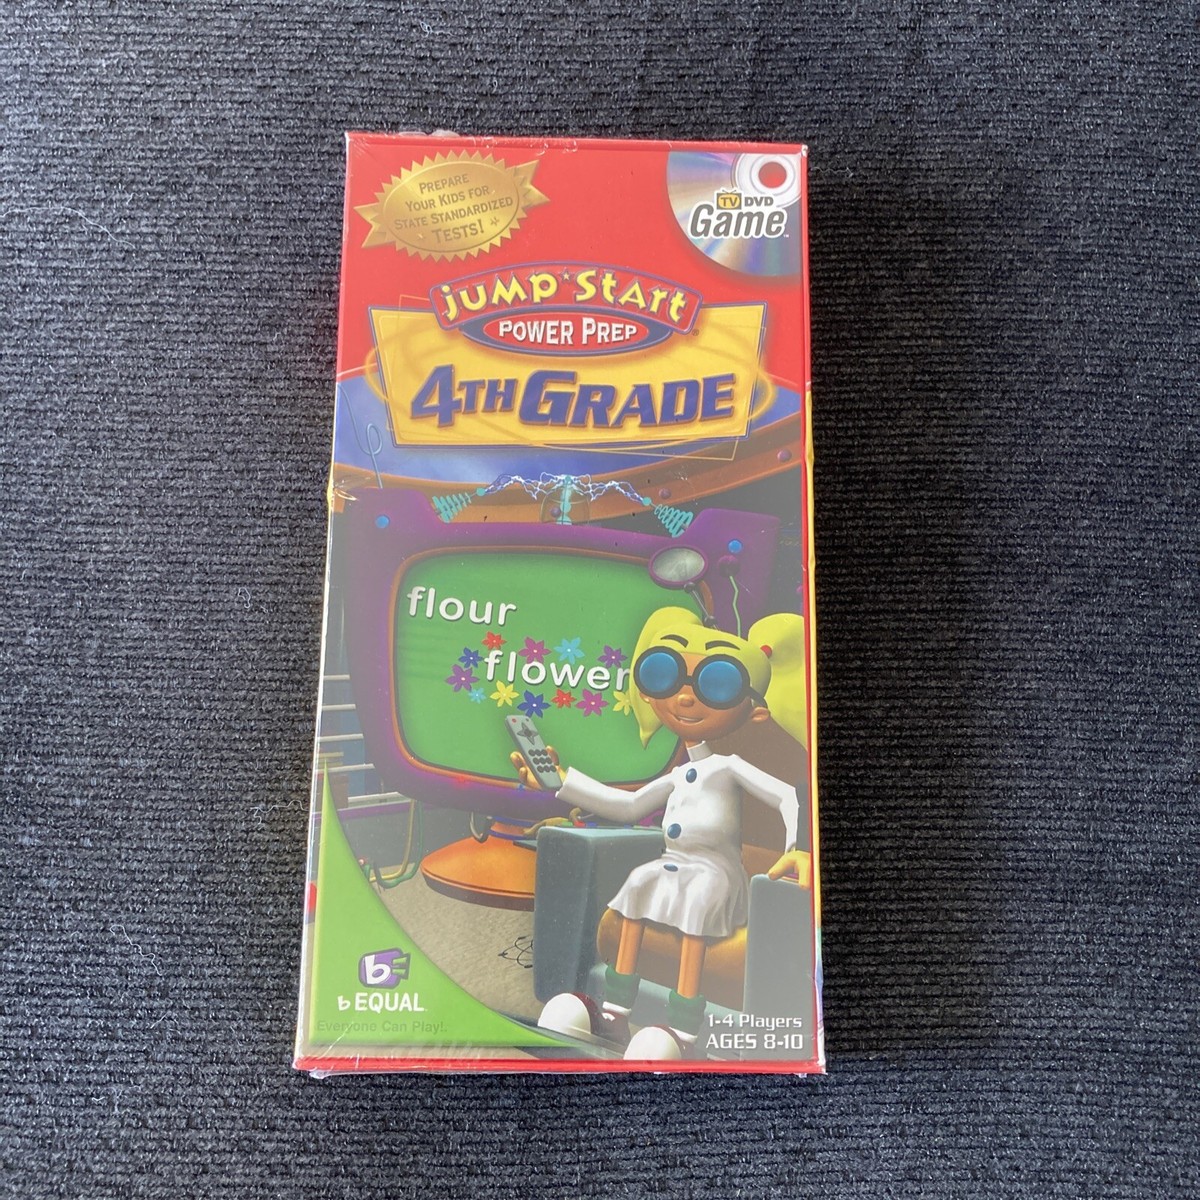 PREPARE
YOUR KIDS FOR
STATE STANDARDIZED
TESTS!
TV DVD
Game™
jUMP StArt
POWER PREP
4TH GRADE
flour
flower
b
b EQUAL
Everyone Can Play!
1-4 Players
AGES 8-10